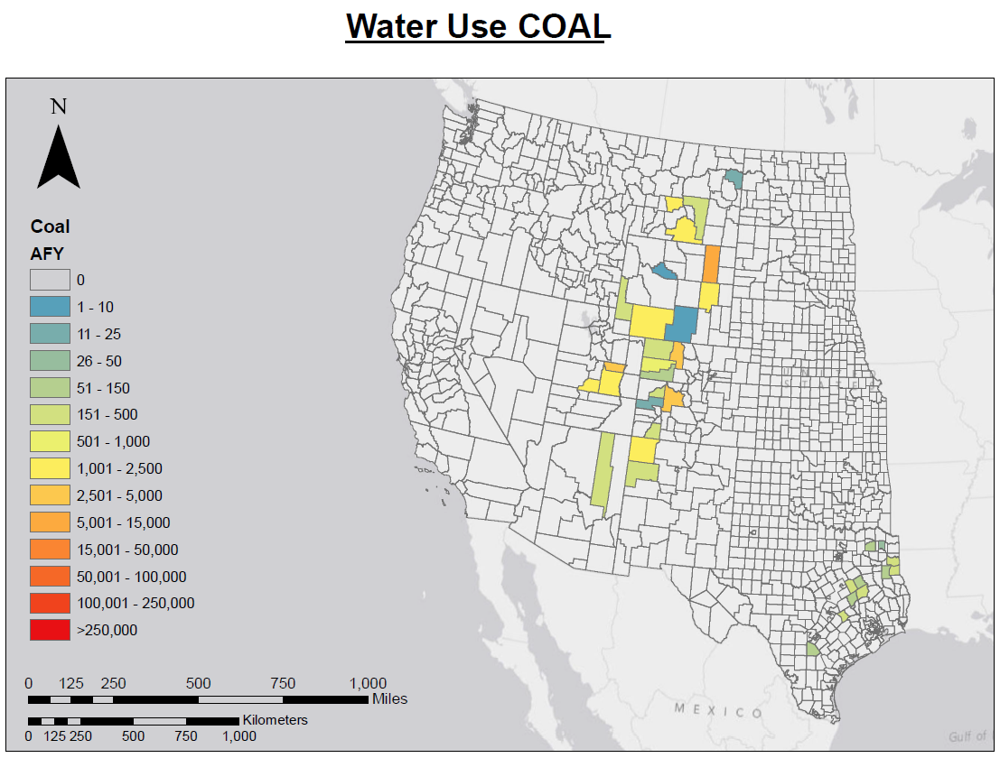 Water Use COAL
N
Coal
AFY
0
1 - 10
11 - 25
26 - 50
51 - 150
151 - 500
501 - 1,000
1,001 - 2,500
2,501 - 5,000
5,001 - 15,000
15,001 - 50,000
50,001 - 100,000
100,001 - 250,000
>250,000
UNITED
STATES
0 125 250 500 750 1,000
Miles
Kilometers
0 125 250 500 750 1,000
MEXICO
Gulf of